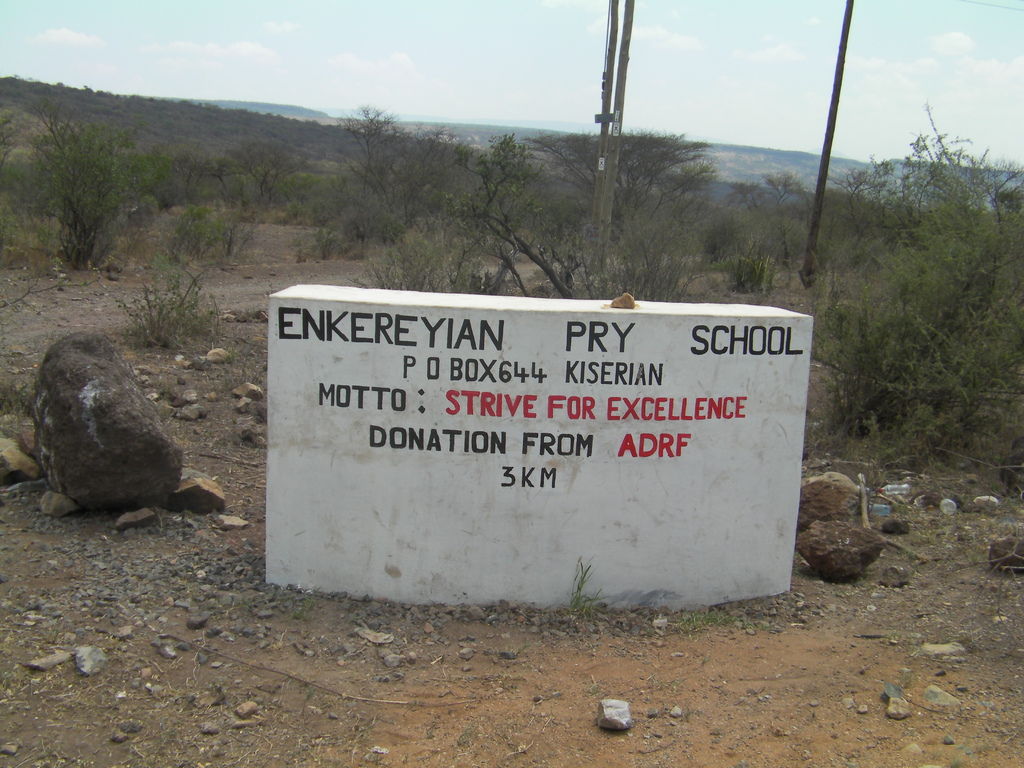 ENKEREYIAN PRY SCHOOL
P O BOX644 KISERIAN
MOTTO : STRIVE FOR EXCELLENCE
DONATION FROM ADRF
3KM